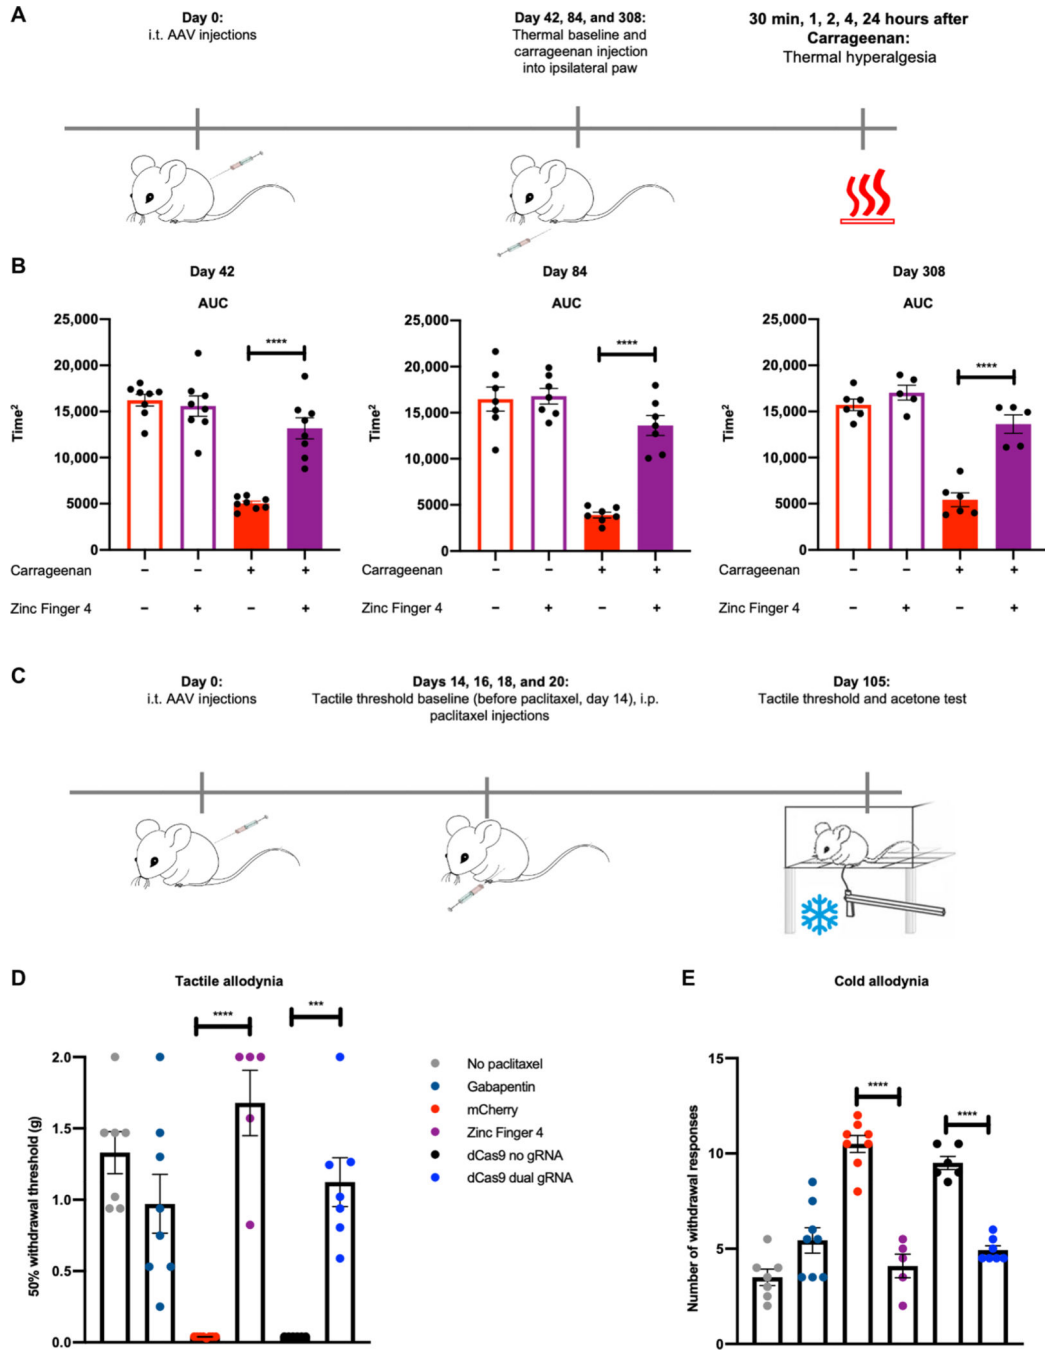 A
Day 0:
i.t. AAV injections
Day 42, 84, and 308:
Thermal baseline and
carrageenan injection
into ipsilateral paw
30 min, 1, 2, 4, 24 hours after
Carrageenan:
Thermal hyperalgesia
B
Day 42
AUC
25,000
20,000
15,000
10,000
5000
0
Time²
****
Carrageenan – – + +
Zinc Finger 4 – + – +
Day 84
AUC
25,000
20,000
15,000
10,000
5000
0
Time²
****
Carrageenan – – + +
Zinc Finger 4 – + – +
Day 308
AUC
25,000
20,000
15,000
10,000
5000
0
Time²
****
Carrageenan – – + +
Zinc Finger 4 – + – +
C
Day 0:
i.t. AAV injections
Days 14, 16, 18, and 20:
Tactile threshold baseline (before paclitaxel, day 14), i.p.
paclitaxel injections
Day 105:
Tactile threshold and acetone test
D
Tactile allodynia
**** ***
2.0
1.5
1.0
0.5
0.0
50% withdrawal threshold (g)
No paclitaxel
Gabapentin
mCherry
Zinc Finger 4
dCas9 no gRNA
dCas9 dual gRNA
E
Cold allodynia
**** ****
15
10
5
0
Number of withdrawal responses